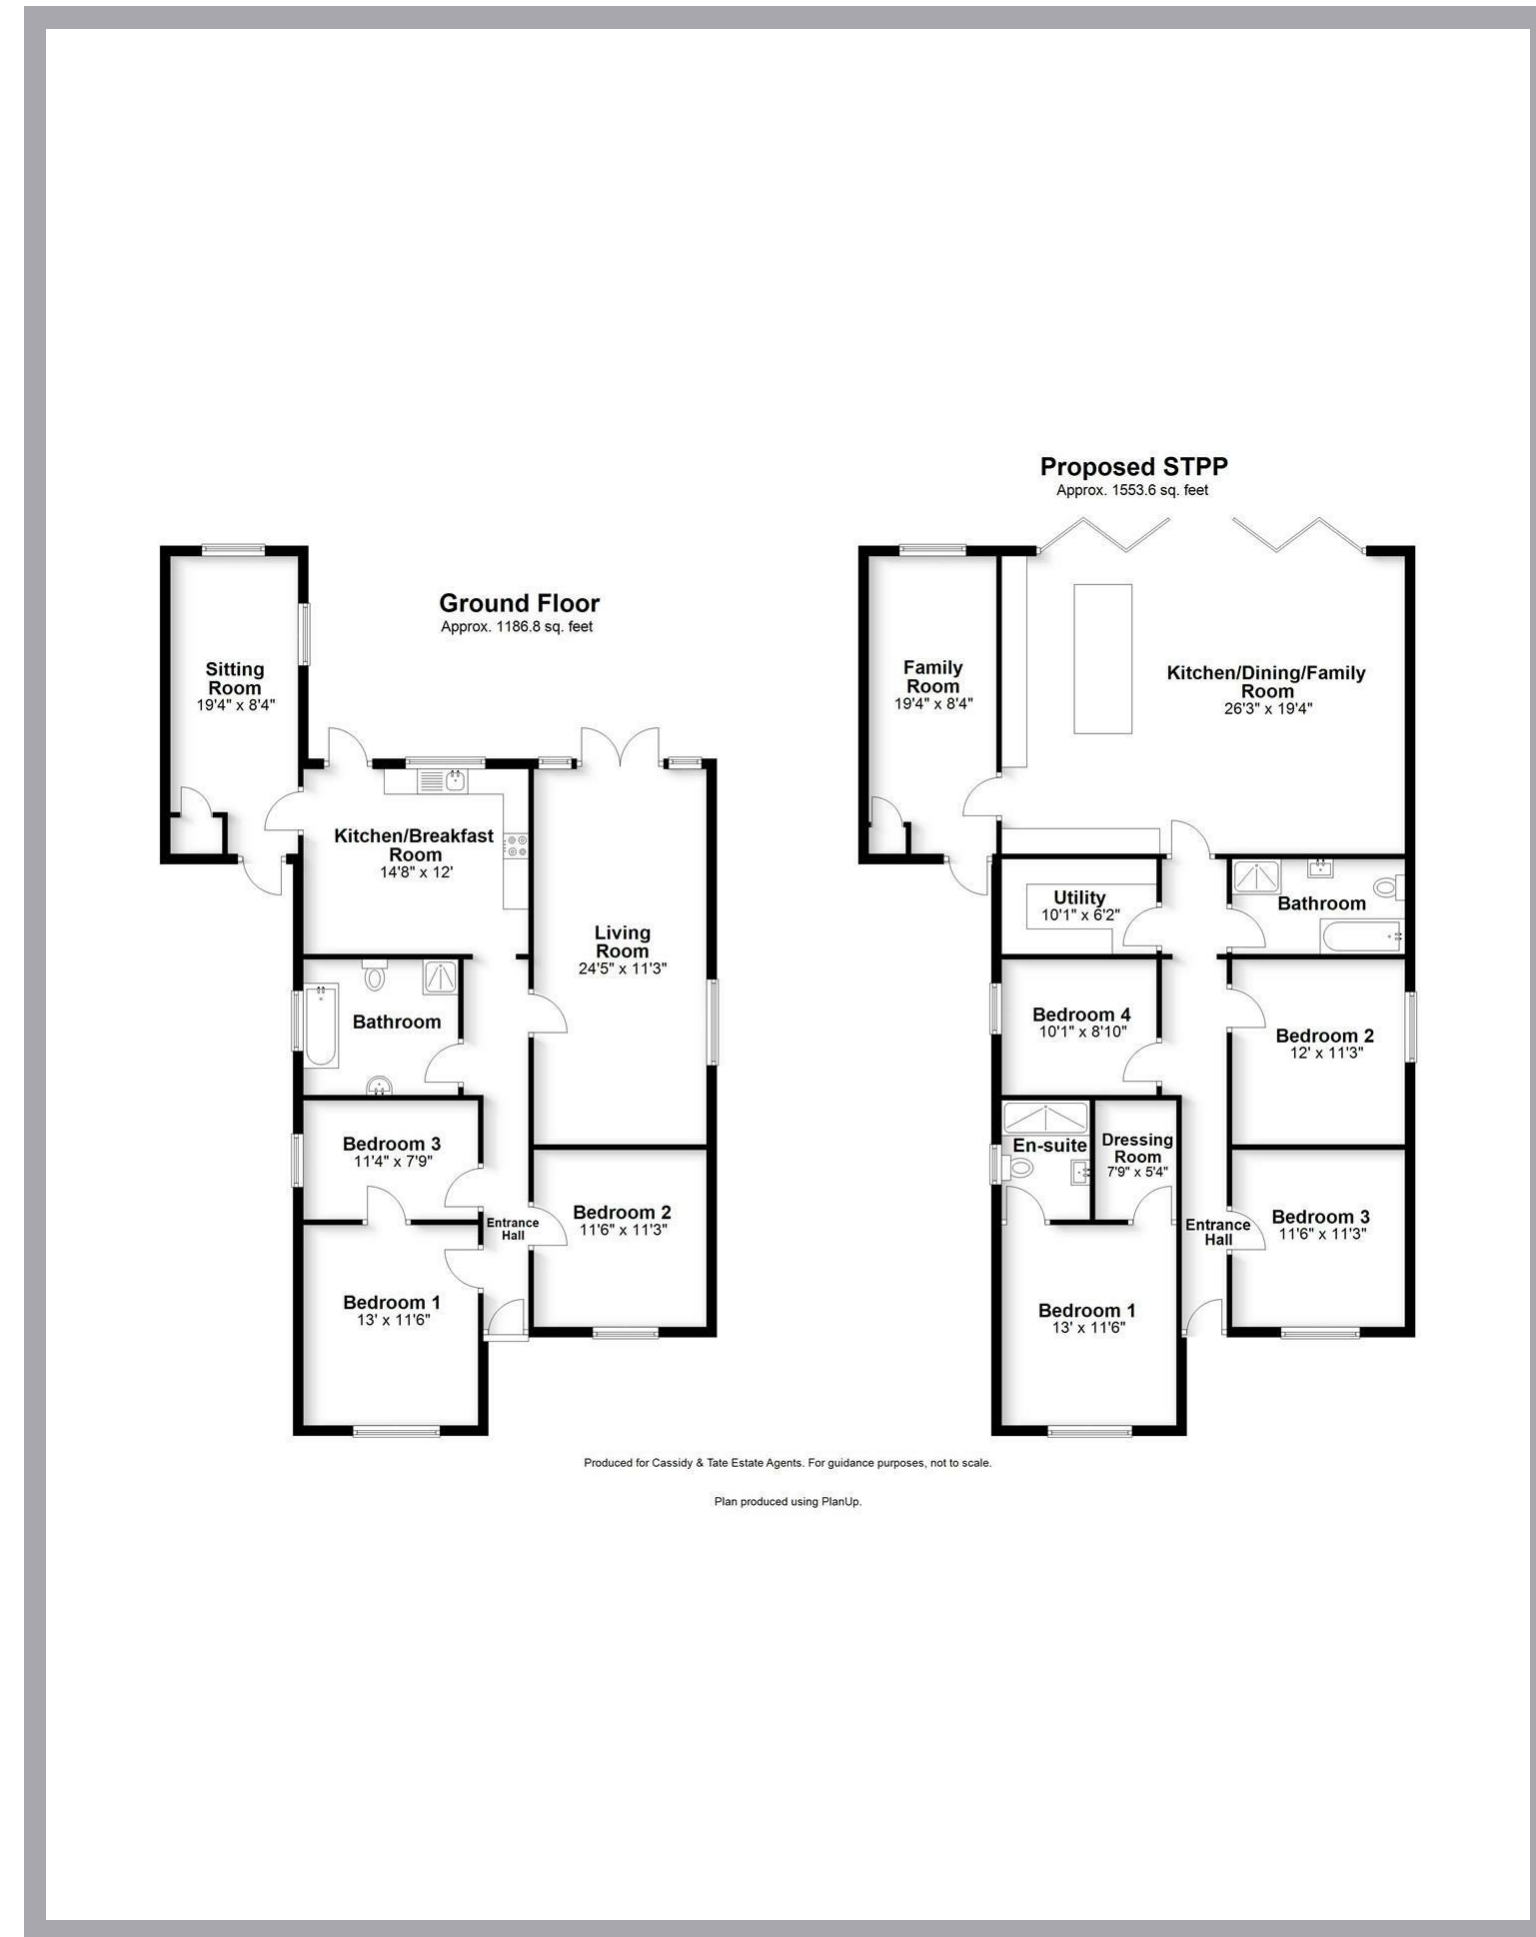 Ground Floor
Approx. 1186.8 sq. feet
Sitting
Room
19'4" x 8'4"
Kitchen/Breakfast
Room
14'8" x 12'
Living
Room
24'5" x 11'3"
Bathroom
Bedroom 3
11'4" x 7'9"
Entrance
Hall
Bedroom 2
11'6" x 11'3"
Bedroom 1
13' x 11'6"
Proposed STPP
Approx. 1553.6 sq. feet
Family
Room
19'4" x 8'4"
Kitchen/Dining/Family
Room
26'3" x 19'4"
Utility
10'1" x 6'2"
Bathroom
Bedroom 4
10'1" x 8'10"
Bedroom 2
12' x 11'3"
En-suite
Dressing
Room
7'9" x 5'4"
Entrance
Hall
Bedroom 3
11'6" x 11'3"
Bedroom 1
13' x 11'6"
Produced for Cassidy & Tate Estate Agents. For guidance purposes, not to scale.
Plan produced using PlanUp.